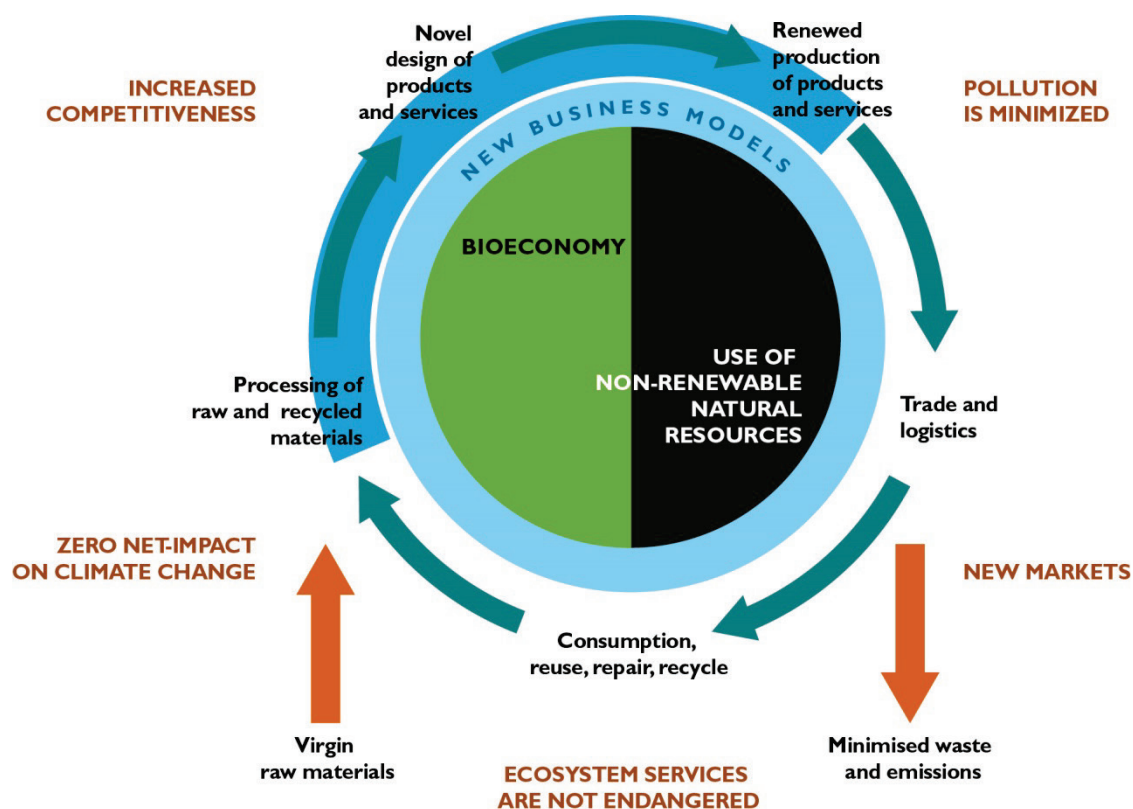 Novel
design of
products
and services
Renewed
production
of products
and services
INCREASED
COMPETITIVENESS
POLLUTION
IS MINIMIZED
NEW BUSINESS MODELS
BIOECONOMY
USE OF
NON-RENEWABLE
NATURAL
RESOURCES
Processing of
raw and recycled
materials
Trade and
logistics
ZERO NET-IMPACT
ON CLIMATE CHANGE
NEW MARKETS
Consumption,
reuse, repair, recycle
Virgin
raw materials
Minimised waste
and emissions
ECOSYSTEM SERVICES
ARE NOT ENDANGERED